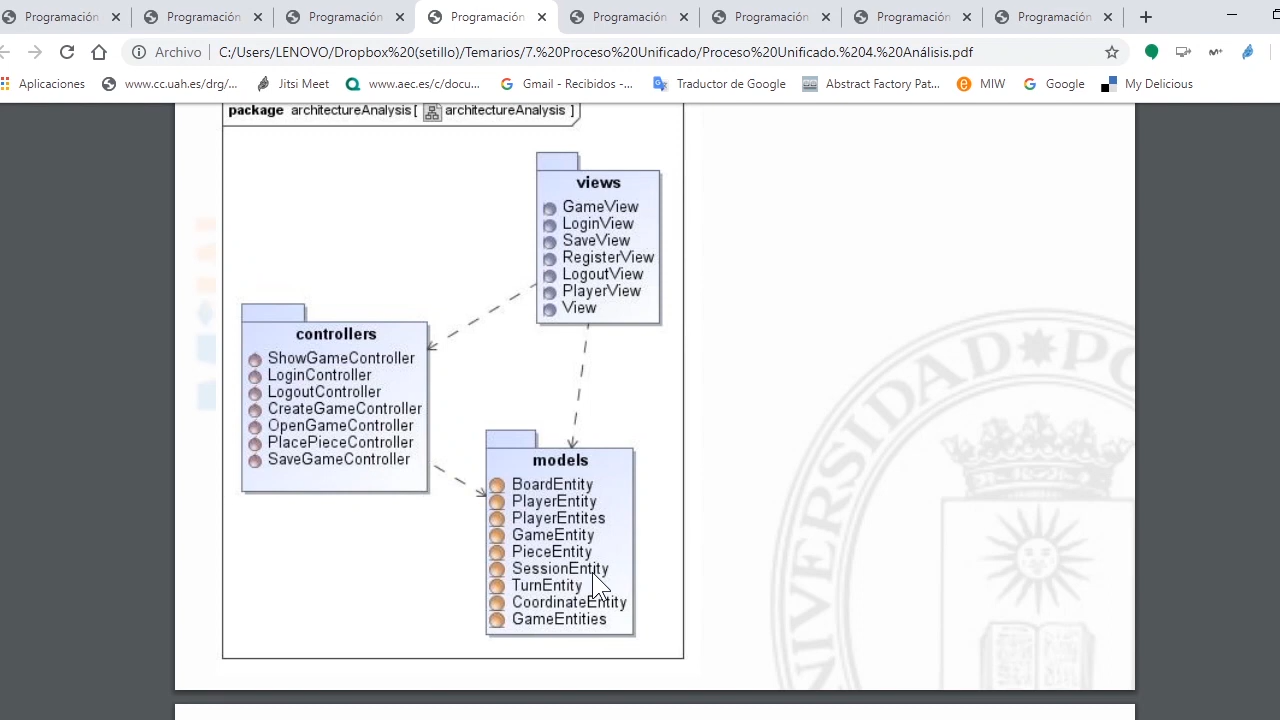 Programación
Programación
Programación
Programación
Programación
Programación
Programación
Programación
Archivo
C:/Users/LENOVO/Dropbox%20(setillo)/Temarios/7.%20Proceso%20Unificado/Proceso%20Unificado.%204.%20Análisis.pdf
Aplicaciones
www.cc.uah.es/drg/...
Jitsi Meet
www.aec.es/c/docu...
Gmail - Recibidos -...
Traductor de Google
Abstract Factory Pat...
MIW
Google
My Delicious
package architectureAnalysis [ architectureAnalysis ]
views
GameView
LoginView
SaveView
RegisterView
LogoutView
PlayerView
View
controllers
ShowGameController
LoginController
LogoutController
CreateGameController
OpenGameController
PlacePieceController
SaveGameController
models
BoardEntity
PlayerEntity
PlayerEntites
GameEntity
PieceEntity
SessionEntity
TurnEntity
CoordinateEntity
GameEntities
UNIVERSIDAD